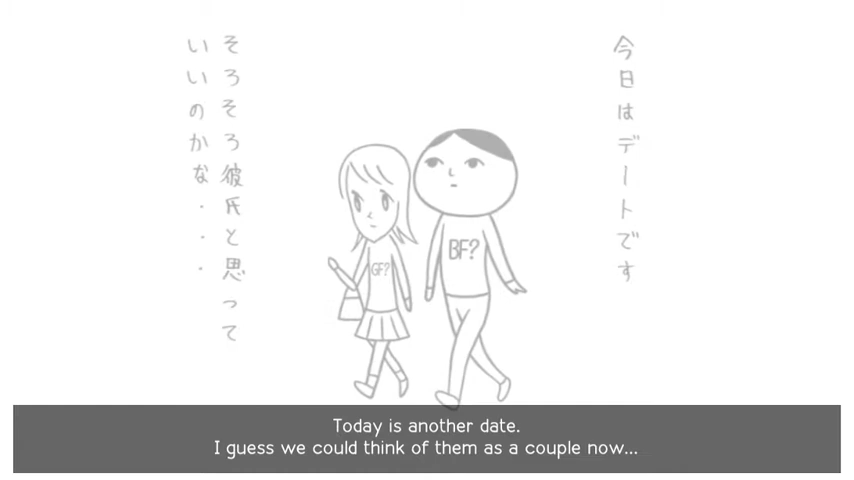 今日はデートです
そろそろ彼氏と思って
いいのかな・・・
GF?
BF?
Today is another date.
I guess we could think of them as a couple now...